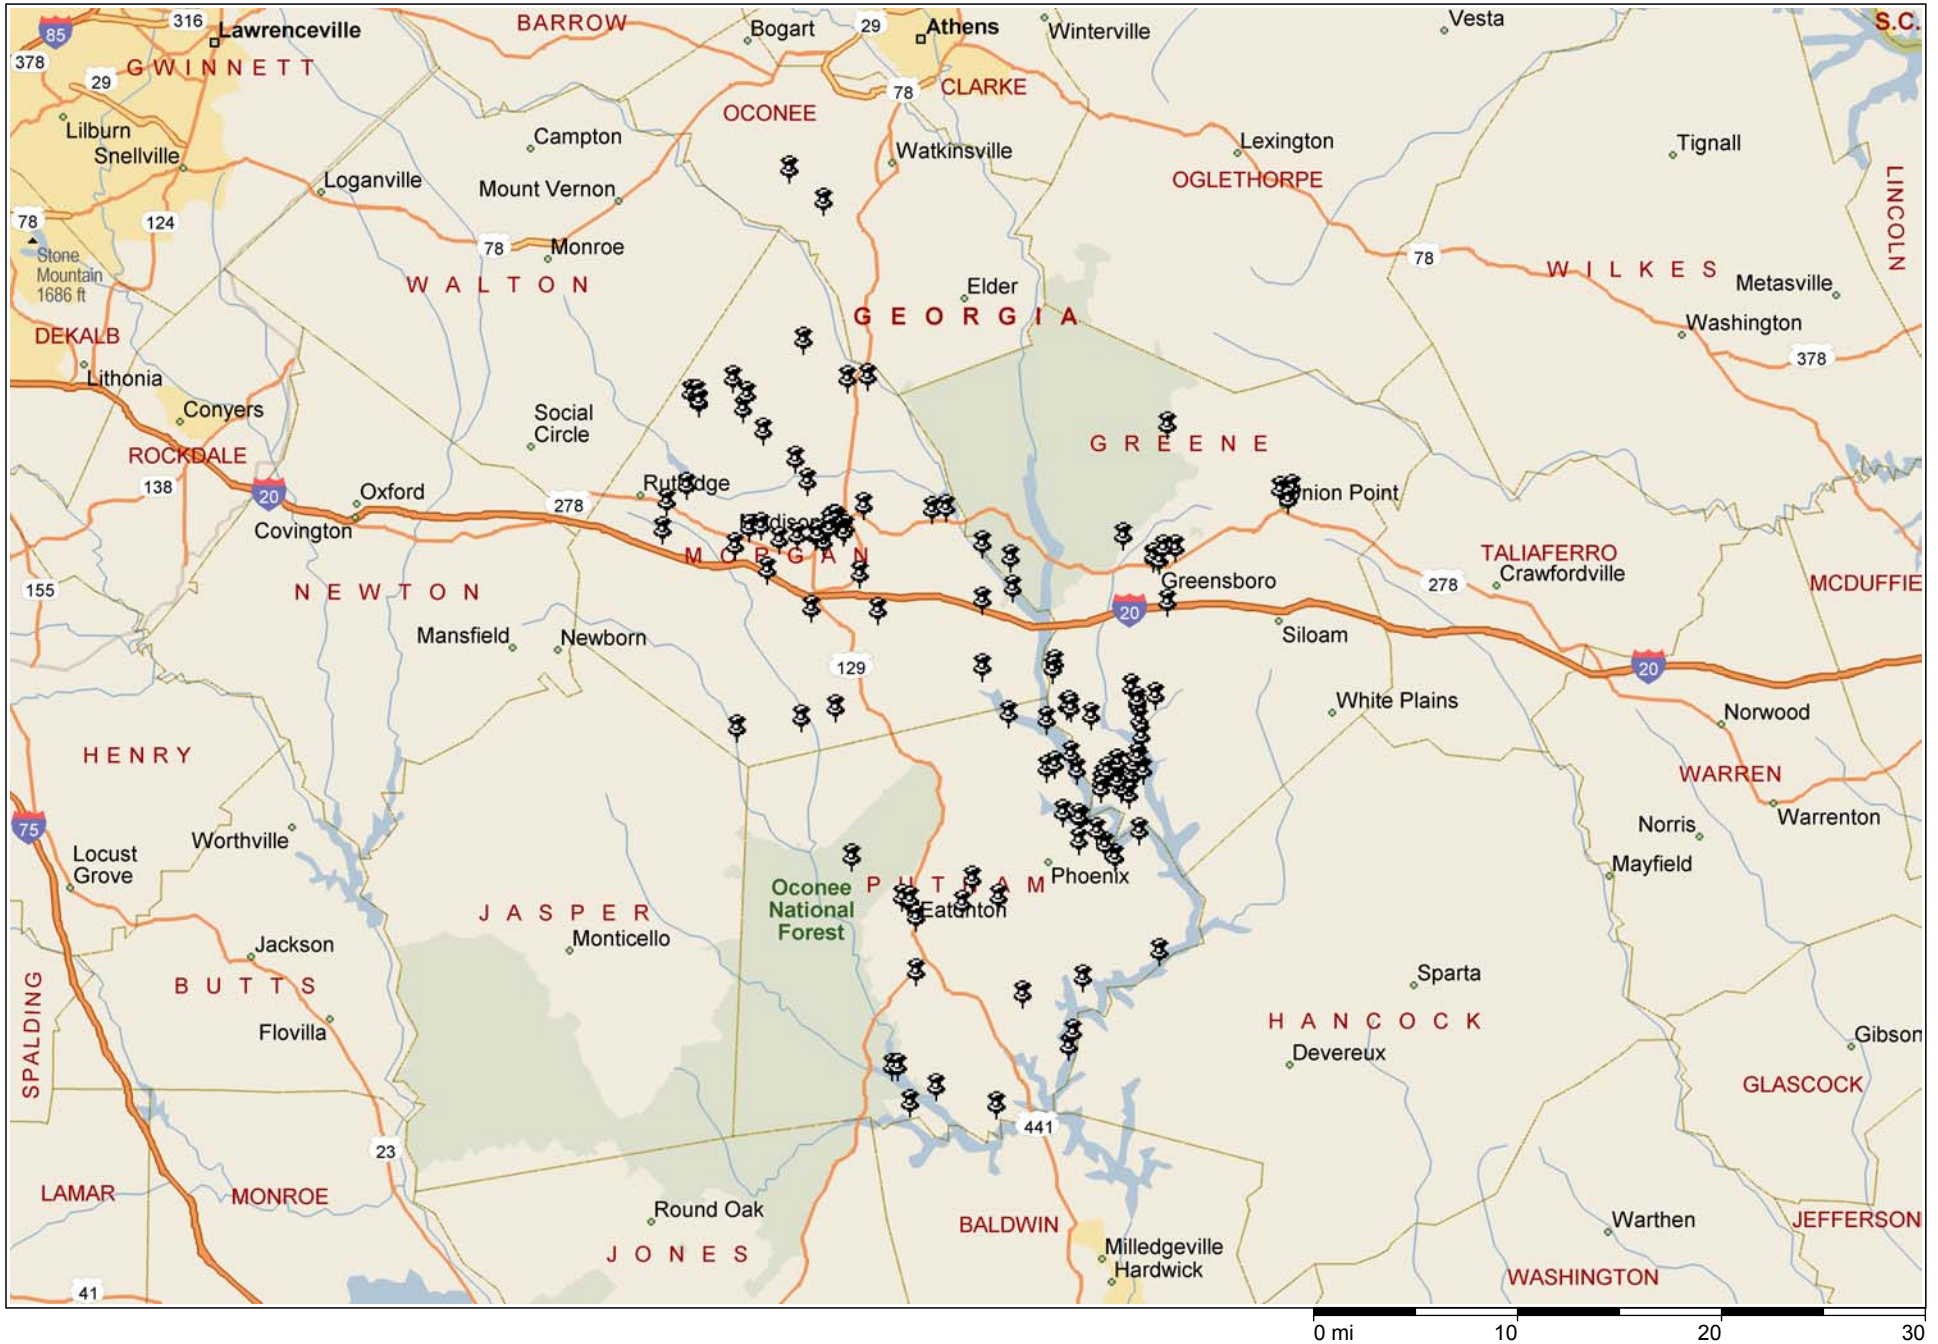 85
316
Lawrenceville
BARROW
Bogart
29
Athens
Winterville
Vesta
S.C.
378
GWINNETT
29
78
CLARKE
OCONEE
Lilburn
Snellville
Campton
Watkinsville
Lexington
Tignall
Loganville
Mount Vernon
OGLETHORPE
LINCOLN
78
124
78
Monroe
Stone
Mountain
1686 ft
WALTON
Elder
78
WILKES
Metasville
GEORGIA
DEKALB
Washington
378
Lithonia
Conyers
Social
Circle
GREENE
ROCKDALE
138
20
Oxford
278
Covington
Union Point
MORGAN
TALIAFERRO
Crawfordville
278
MCDUFFIE
155
NEWTON
Greensboro
20
Mansfield
Newborn
Siloam
129
20
White Plains
Norwood
HENRY
WARREN
75
Worthville
Norris
Warrenton
Locust
Grove
Mayfield
Phoenix
Oconee
National
Forest
PUTNAM
Eatonton
JASPER
Monticello
Jackson
BUTTS
Sparta
SPALDING
Flovilla
HANCOCK
Devereux
Gibson
GLASCOCK
441
23
LAMAR
MONROE
Round Oak
JONES
BALDWIN
Warthen
JEFFERSON
Milledgeville
Hardwick
WASHINGTON
41
0 mi
10
20
30